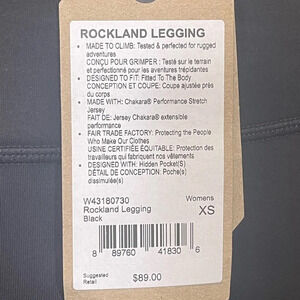 ROCKLAND LEGGING
• MADE TO CLIMB: Tested & perfected for rugged
adventures
CONÇU POUR GRIMPER : Testé sur le terrain
et perfectionné pour les aventures trépidantes
• DESIGNED TO FIT: Fitted To The Body
CONCEPTION ET COUPE: Coupe ajustée près
du corps
• MADE WITH: Chakara® Performance Stretch
Jersey
FAIT DE: Jersey Chakara® extensible
performance
• FAIR TRADE FACTORY: Protecting the People
Who Make Our Clothes
USINE CERTIFIÉE ÉQUITABLE: Protection des
travailleurs qui fabriquent nos vêtements
• DESIGNED WITH: Hidden Pocket(S)
DÉTAIL DE CONCEPTION: Poche(s)
dissimulée(s)
W43180730
Rockland Legging
Black
Womens
XS
8 89760 41830 6
Suggested
Retail
$89.00